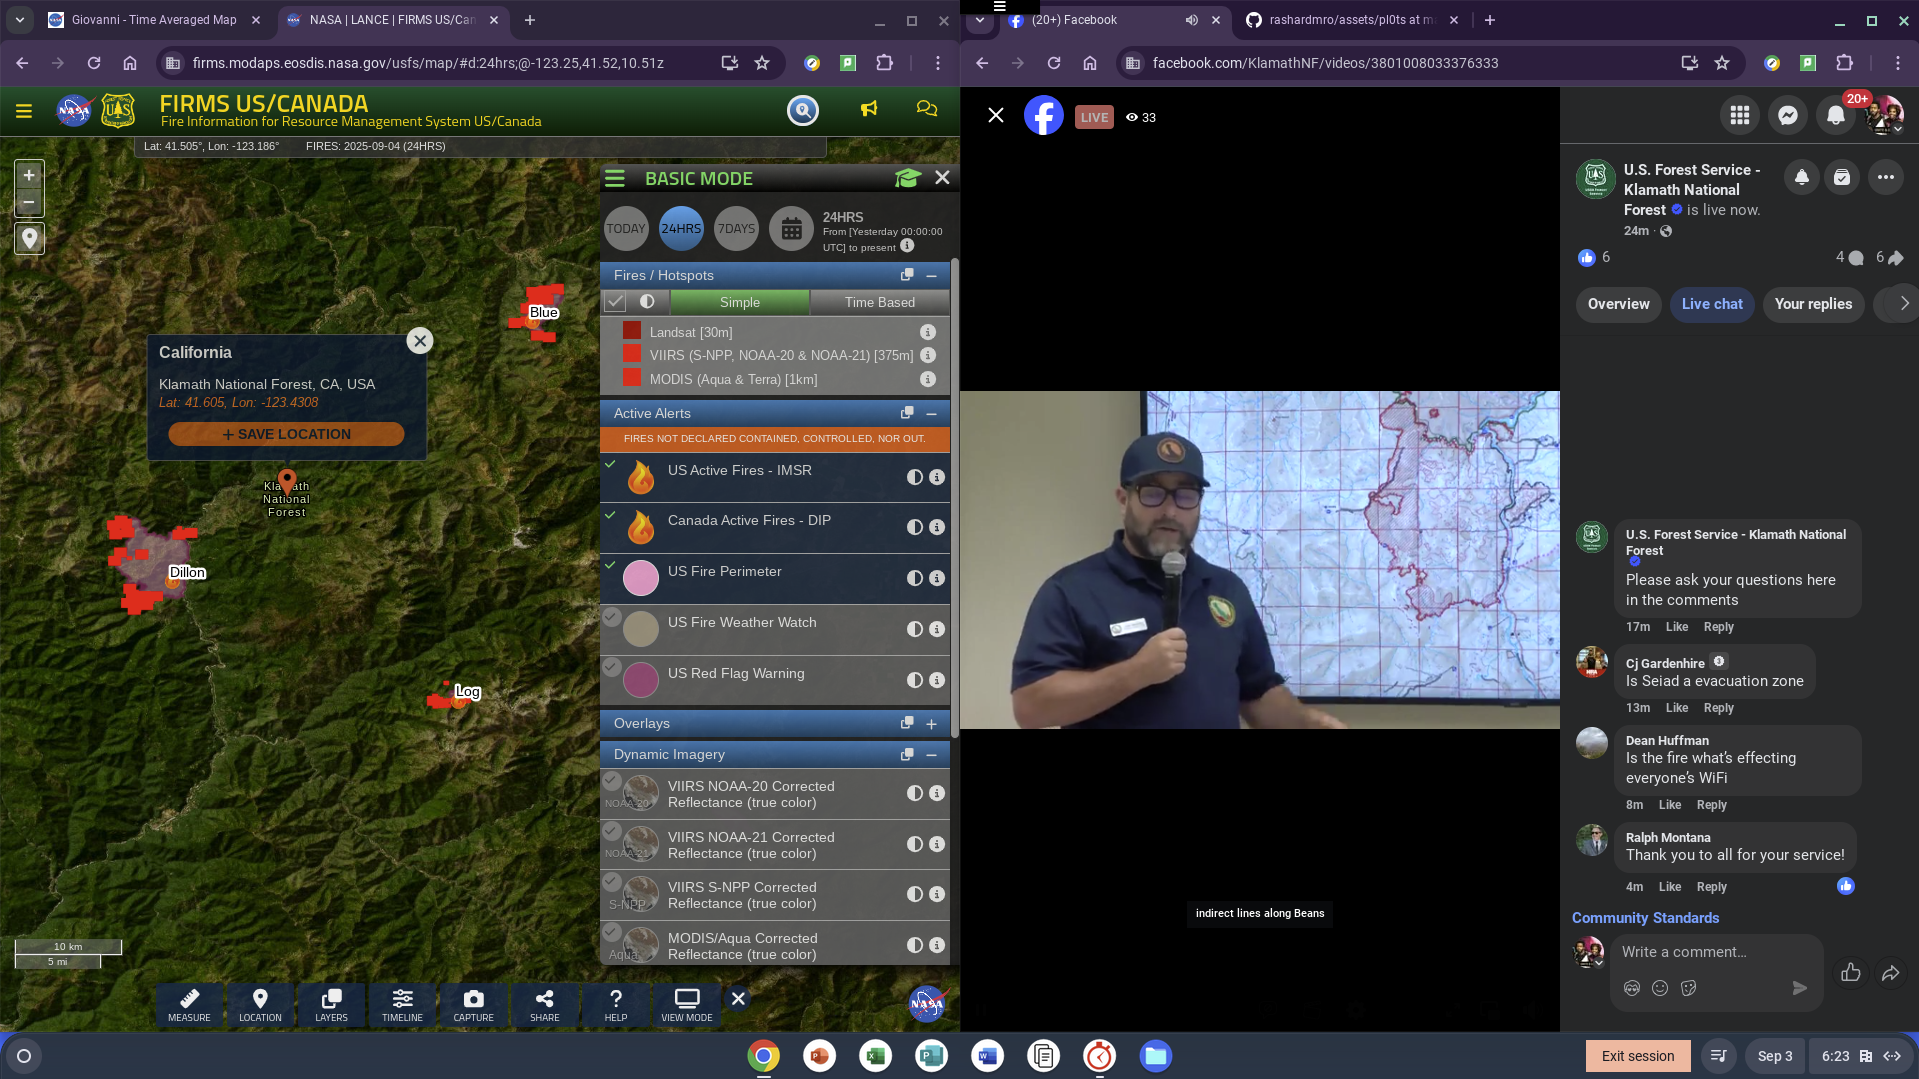 Giovanni - Time Averaged Map
NASA | LANCE | FIRMS US/Can
firms.modaps.eosdis.nasa.gov/usfs/map/#d:24hrs;@-123.25,41.52,10.51z
FIRMS US/CANADA
Fire Information for Resource Management System US/Canada
Lat: 41.505°, Lon: -123.186°
FIRES: 2025-09-04 (24HRS)
BASIC MODE
TODAY
24HRS
7DAYS
24HRS
From [Yesterday 00:00:00
UTC] to present
Fires / Hotspots
Simple
Time Based
Landsat [30m]
VIIRS (S-NPP, NOAA-20 & NOAA-21) [375m]
MODIS (Aqua & Terra) [1km]
Active Alerts
FIRES NOT DECLARED CONTAINED, CONTROLLED, NOR OUT.
US Active Fires - IMSR
Canada Active Fires - DIP
US Fire Perimeter
US Fire Weather Watch
US Red Flag Warning
Overlays
Dynamic Imagery
NOAA-20
VIIRS NOAA-20 Corrected
Reflectance (true color)
NOAA-21
VIIRS NOAA-21 Corrected
Reflectance (true color)
S-NPP
VIIRS S-NPP Corrected
Reflectance (true color)
Aqua
MODIS/Aqua Corrected
Reflectance (true color)
Blue
California
Klamath National Forest, CA, USA
Lat: 41.605, Lon: -123.4308
+ SAVE LOCATION
Klamath
National
Forest
Dillon
Log
10 km
5 mi
MEASURE
LOCATION
LAYERS
TIMELINE
CAPTURE
SHARE
HELP
VIEW MODE
NASA
(20+) Facebook
rashardmro/assets/pl0ts at m
facebook.com/KlamathNF/videos/3801008033376333
LIVE
33
indirect lines along Beans
20+
U.S. Forest Service -
Klamath National
Forest is live now.
24m
6
4
6
Overview
Live chat
Your replies
U.S. Forest Service - Klamath National
Forest
Please ask your questions here
in the comments
17m Like Reply
Cj Gardenhire
Is Seiad a evacuation zone
13m Like Reply
Dean Huffman
Is the fire what's effecting
everyone's WiFi
8m Like Reply
Ralph Montana
Thank you to all for your service!
4m Like Reply
Community Standards
Write a comment…
Exit session
Sep 3
6:23